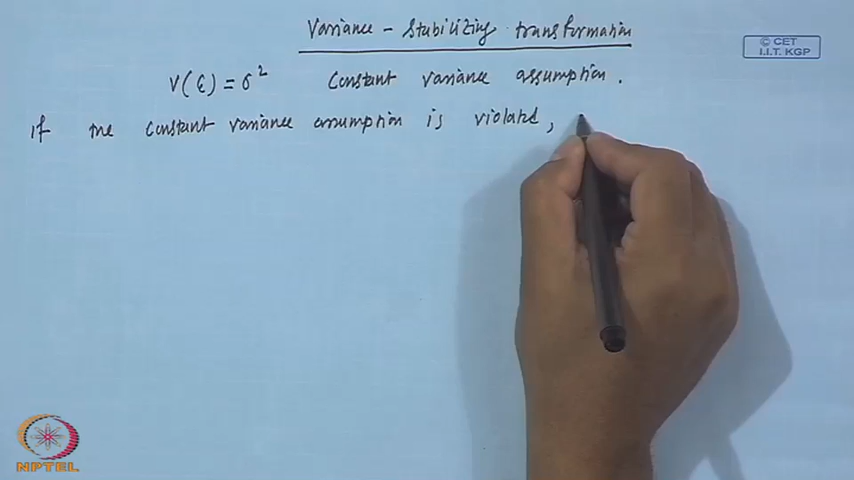 Variance - Stabilizing transformation
© CET
I.I.T. KGP
V(ε) = σ² Constant variance assumption.
If the constant variance assumption is violated,
NPTEL